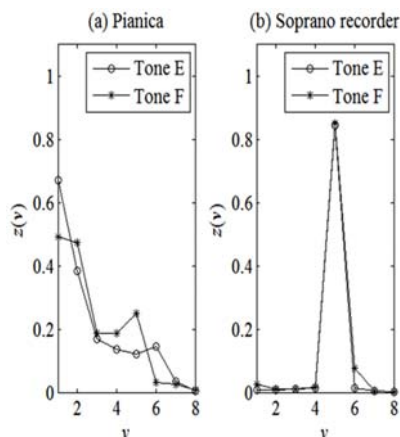 (a) Pianica
(b) Soprano recorder
Tone E
Tone F
Tone E
Tone F
1
0.8
0.6
0.4
0.2
0
1
0.8
0.6
0.4
0.2
0
z(v)
z(v)
2 4 6 8
2 4 6 8
v
v